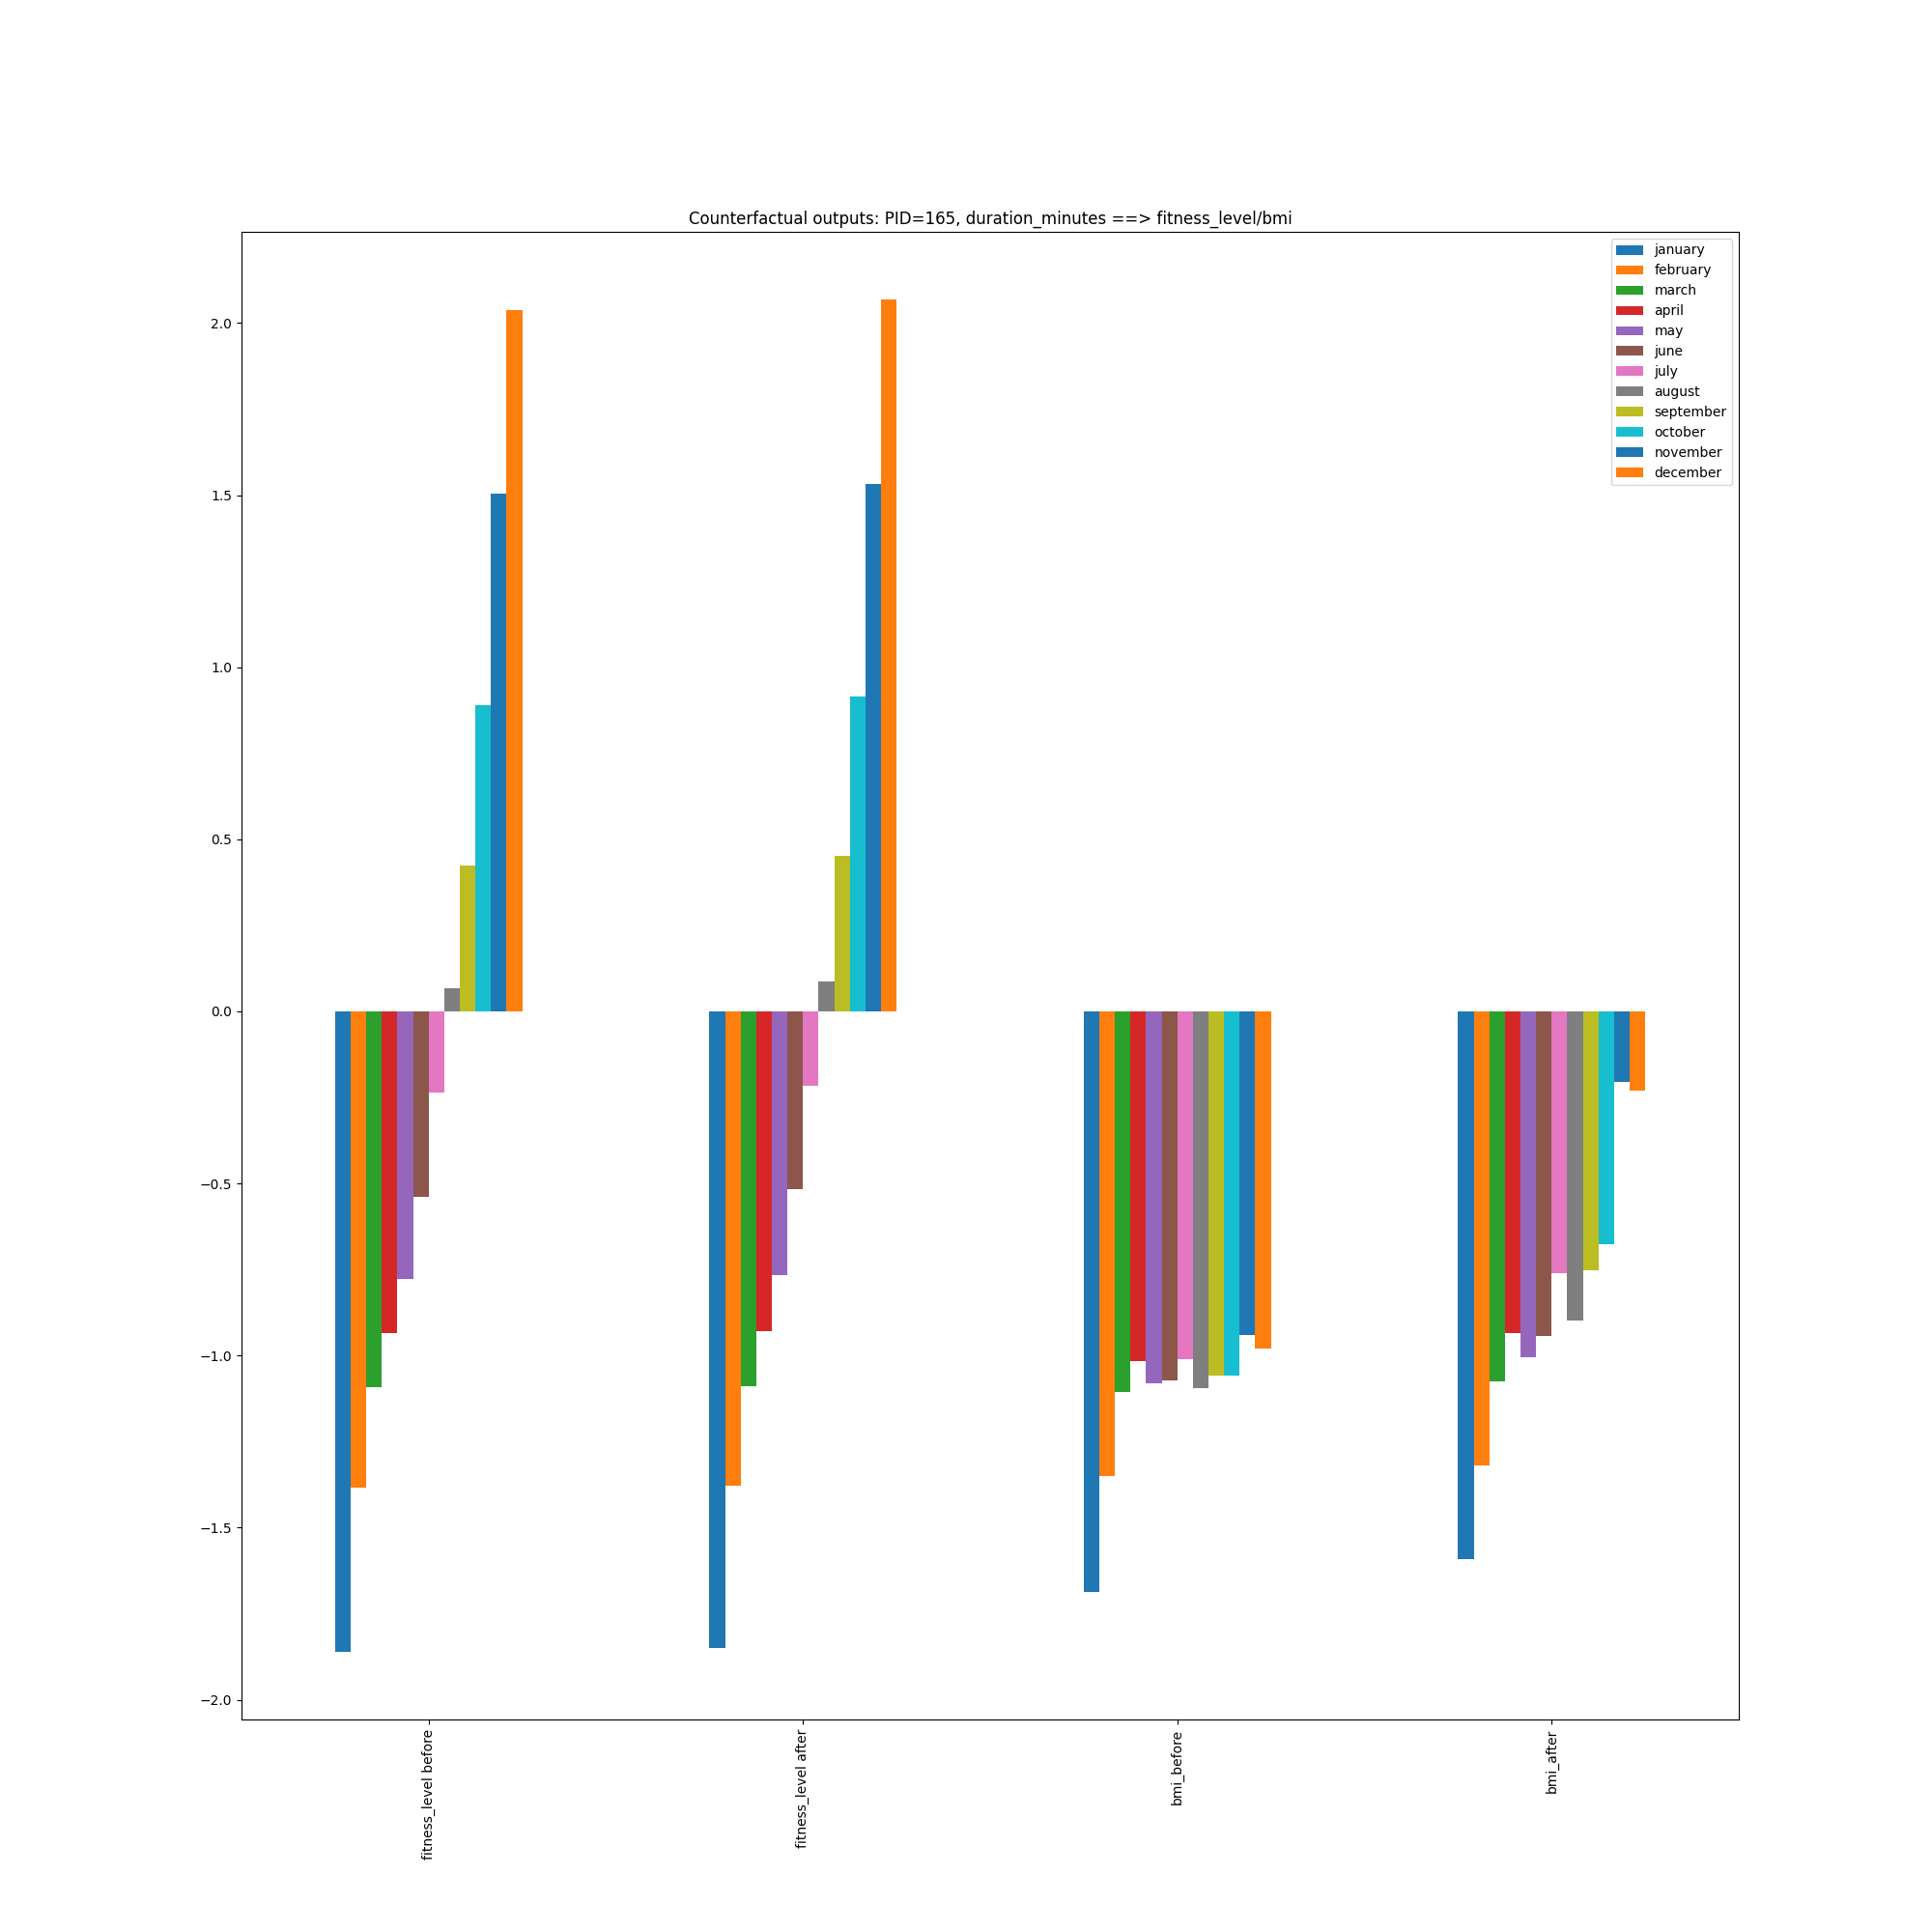 Counterfactual outputs: PID=165, duration_minutes ==> fitness_level/bmi
january
february
march
april
may
june
july
august
september
october
november
december
2.0
1.5
1.0
0.5
0.0
−0.5
−1.0
−1.5
−2.0
fitness_level before
fitness_level after
bmi_before
bmi_after